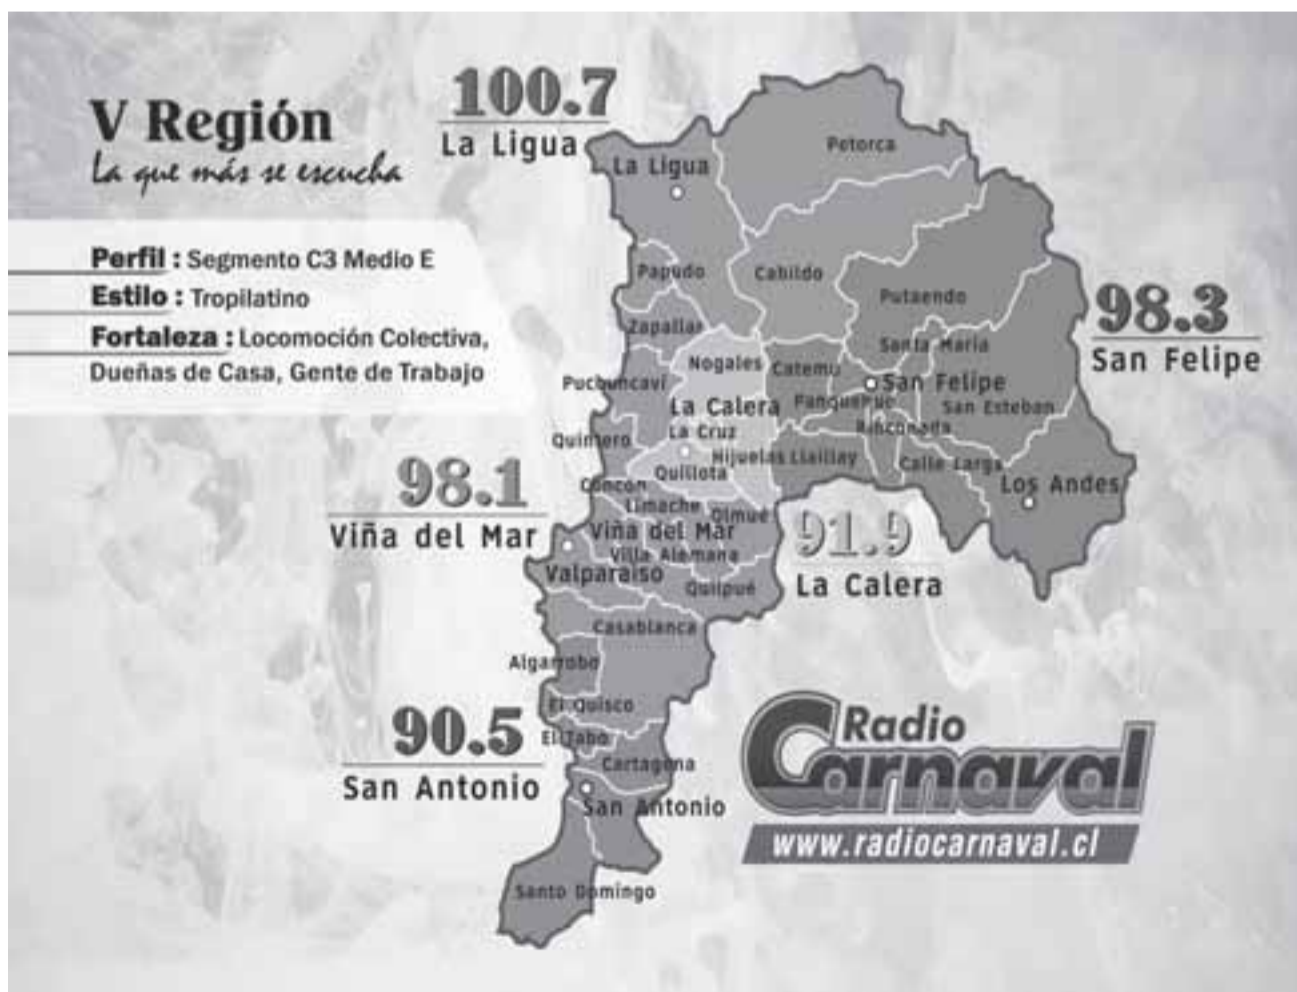 V Región
La que más se escucha
Perfil : Segmento C3 Medio E
Estilo : Tropilatino
Fortaleza : Locomoción Colectiva,
Dueñas de Casa, Gente de Trabajo
100.7
La Ligua
98.3
San Felipe
98.1
Viña del Mar
91.9
La Calera
90.5
San Antonio
Petorca
La Ligua
Papudo
Cabildo
Putaendo
Zapallar
Santa María
Nogales
Catemu
San Felipe
Puchuncaví
Panquehue
San Esteban
La Calera
Rinconada
La Cruz
Quintero
Hijuelas
Llaillay
Calle Larga
Quillota
Los Andes
Concón
Limache
Olmué
Viña del Mar
Villa Alemana
Valparaíso
Quilpué
Casablanca
Algarrobo
El Quisco
El Tabo
Cartagena
San Antonio
Santo Domingo
Radio
Carnaval
www.radiocarnaval.cl